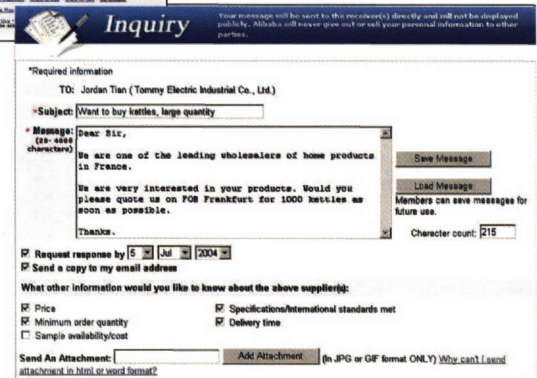 Inquiry
Your message will be sent to the receiver(s) directly and will not be displayed
publicly. Alibaba will never give out or sell your personal information to other
parties.
*Required information
TO: Jordan Tian ( Tommy Electric Industrial Co., Ltd.)
*Subject: Want to buy kettles, large quantity
* Message:
(20- 4000
characters)
Dear Sir,
We are one of the leading wholesalers of home products
in France.
We are very interested in your products. Would you
please quote us on FOB Frankfurt for 1000 kettles as
soon as possible.
Thanks.
Save Message
Load Message
Members can save messages for
future use.
Charecter count: 215
Request response by 5 Jul 2004
Send a copy to my email address
What other information would you like to know about the above supplier(s):
Price Specifications/International standards met
Minimum order quantity Delivery time
Sample availability/cost
Send An Attachment: Add Attachment (In JPG or GIF format ONLY) Why can't I send
attachment in html or word format?